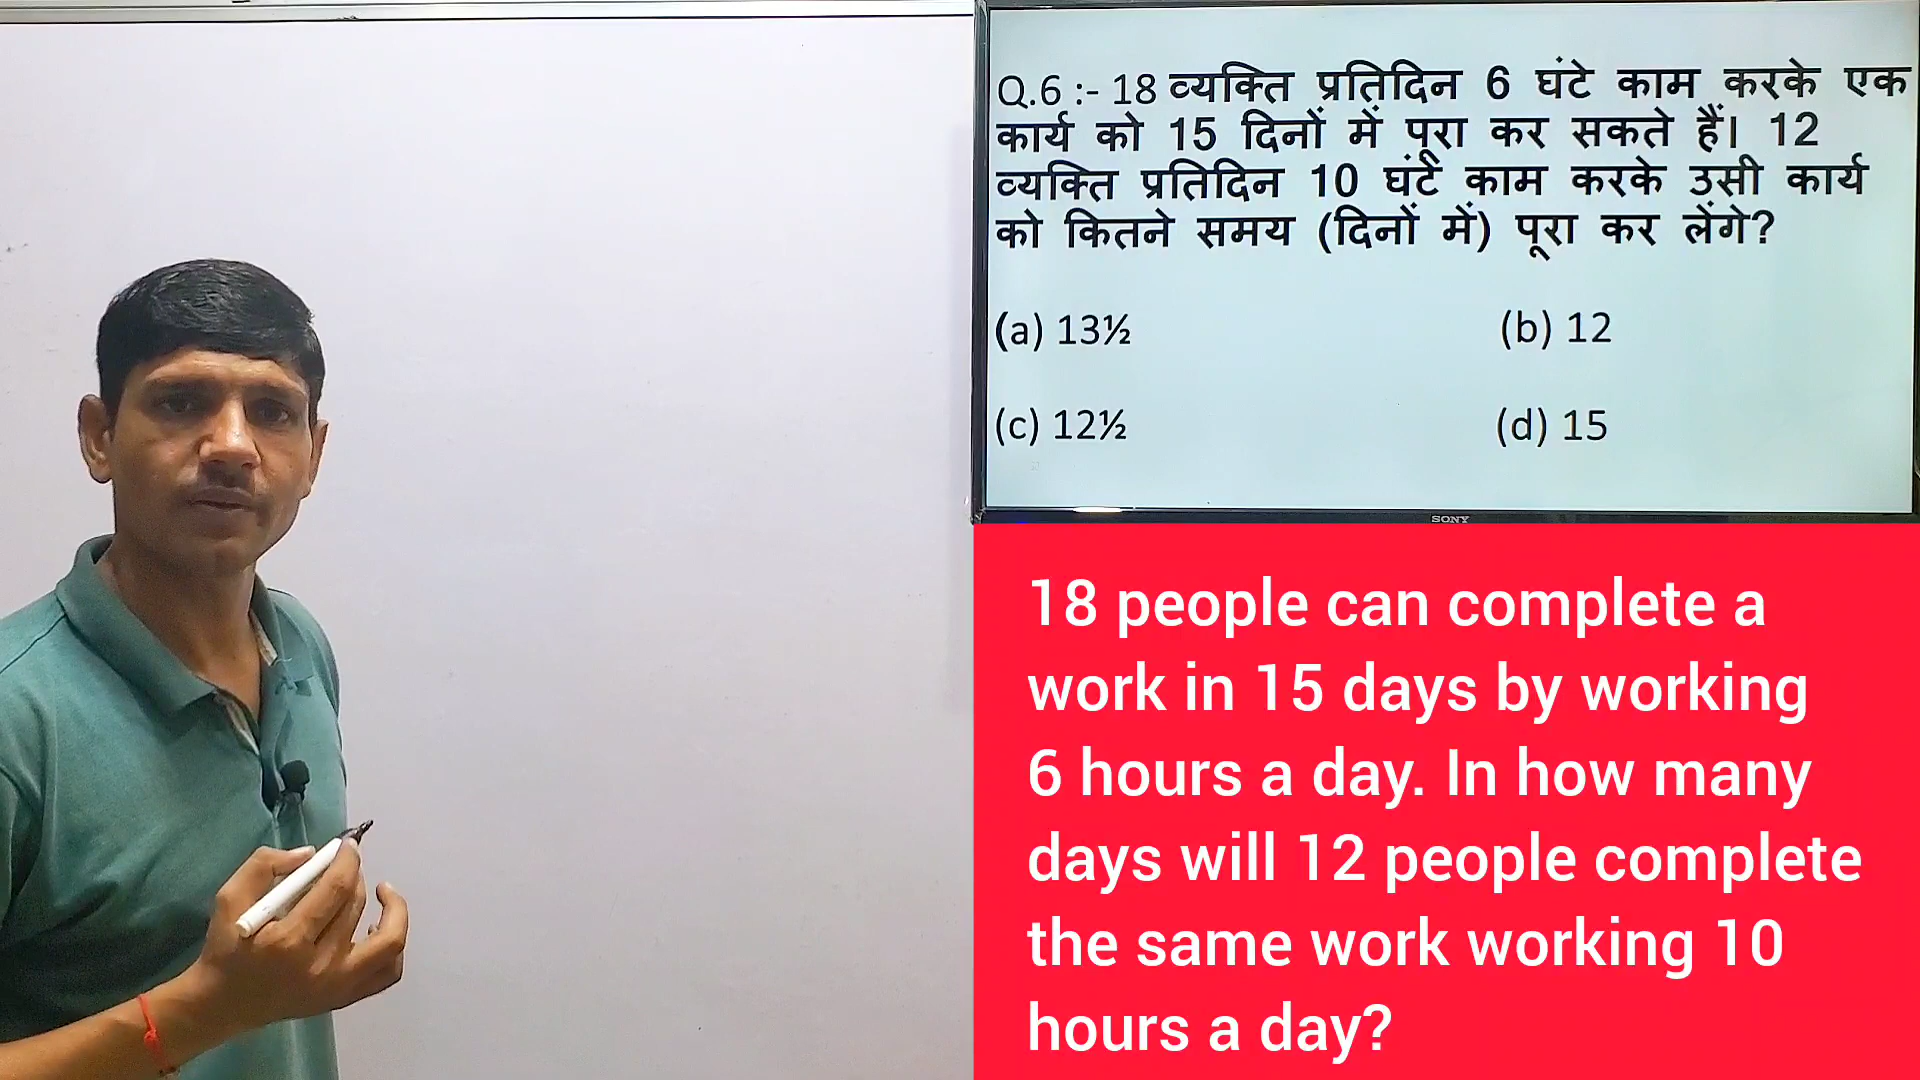 Q.6 :- 18 व्यक्ति प्रतिदिन 6 घंटे काम करके एक
कार्य को 15 दिनों में पूरा कर सकते हैं। 12
व्यक्ति प्रतिदिन 10 घंटे काम करके उसी कार्य
को कितने समय (दिनों में) पूरा कर लेंगे?
(a) 13½
(b) 12
(c) 12½
(d) 15
SONY
18 people can complete a
work in 15 days by working
6 hours a day. In how many
days will 12 people complete
the same work working 10
hours a day?